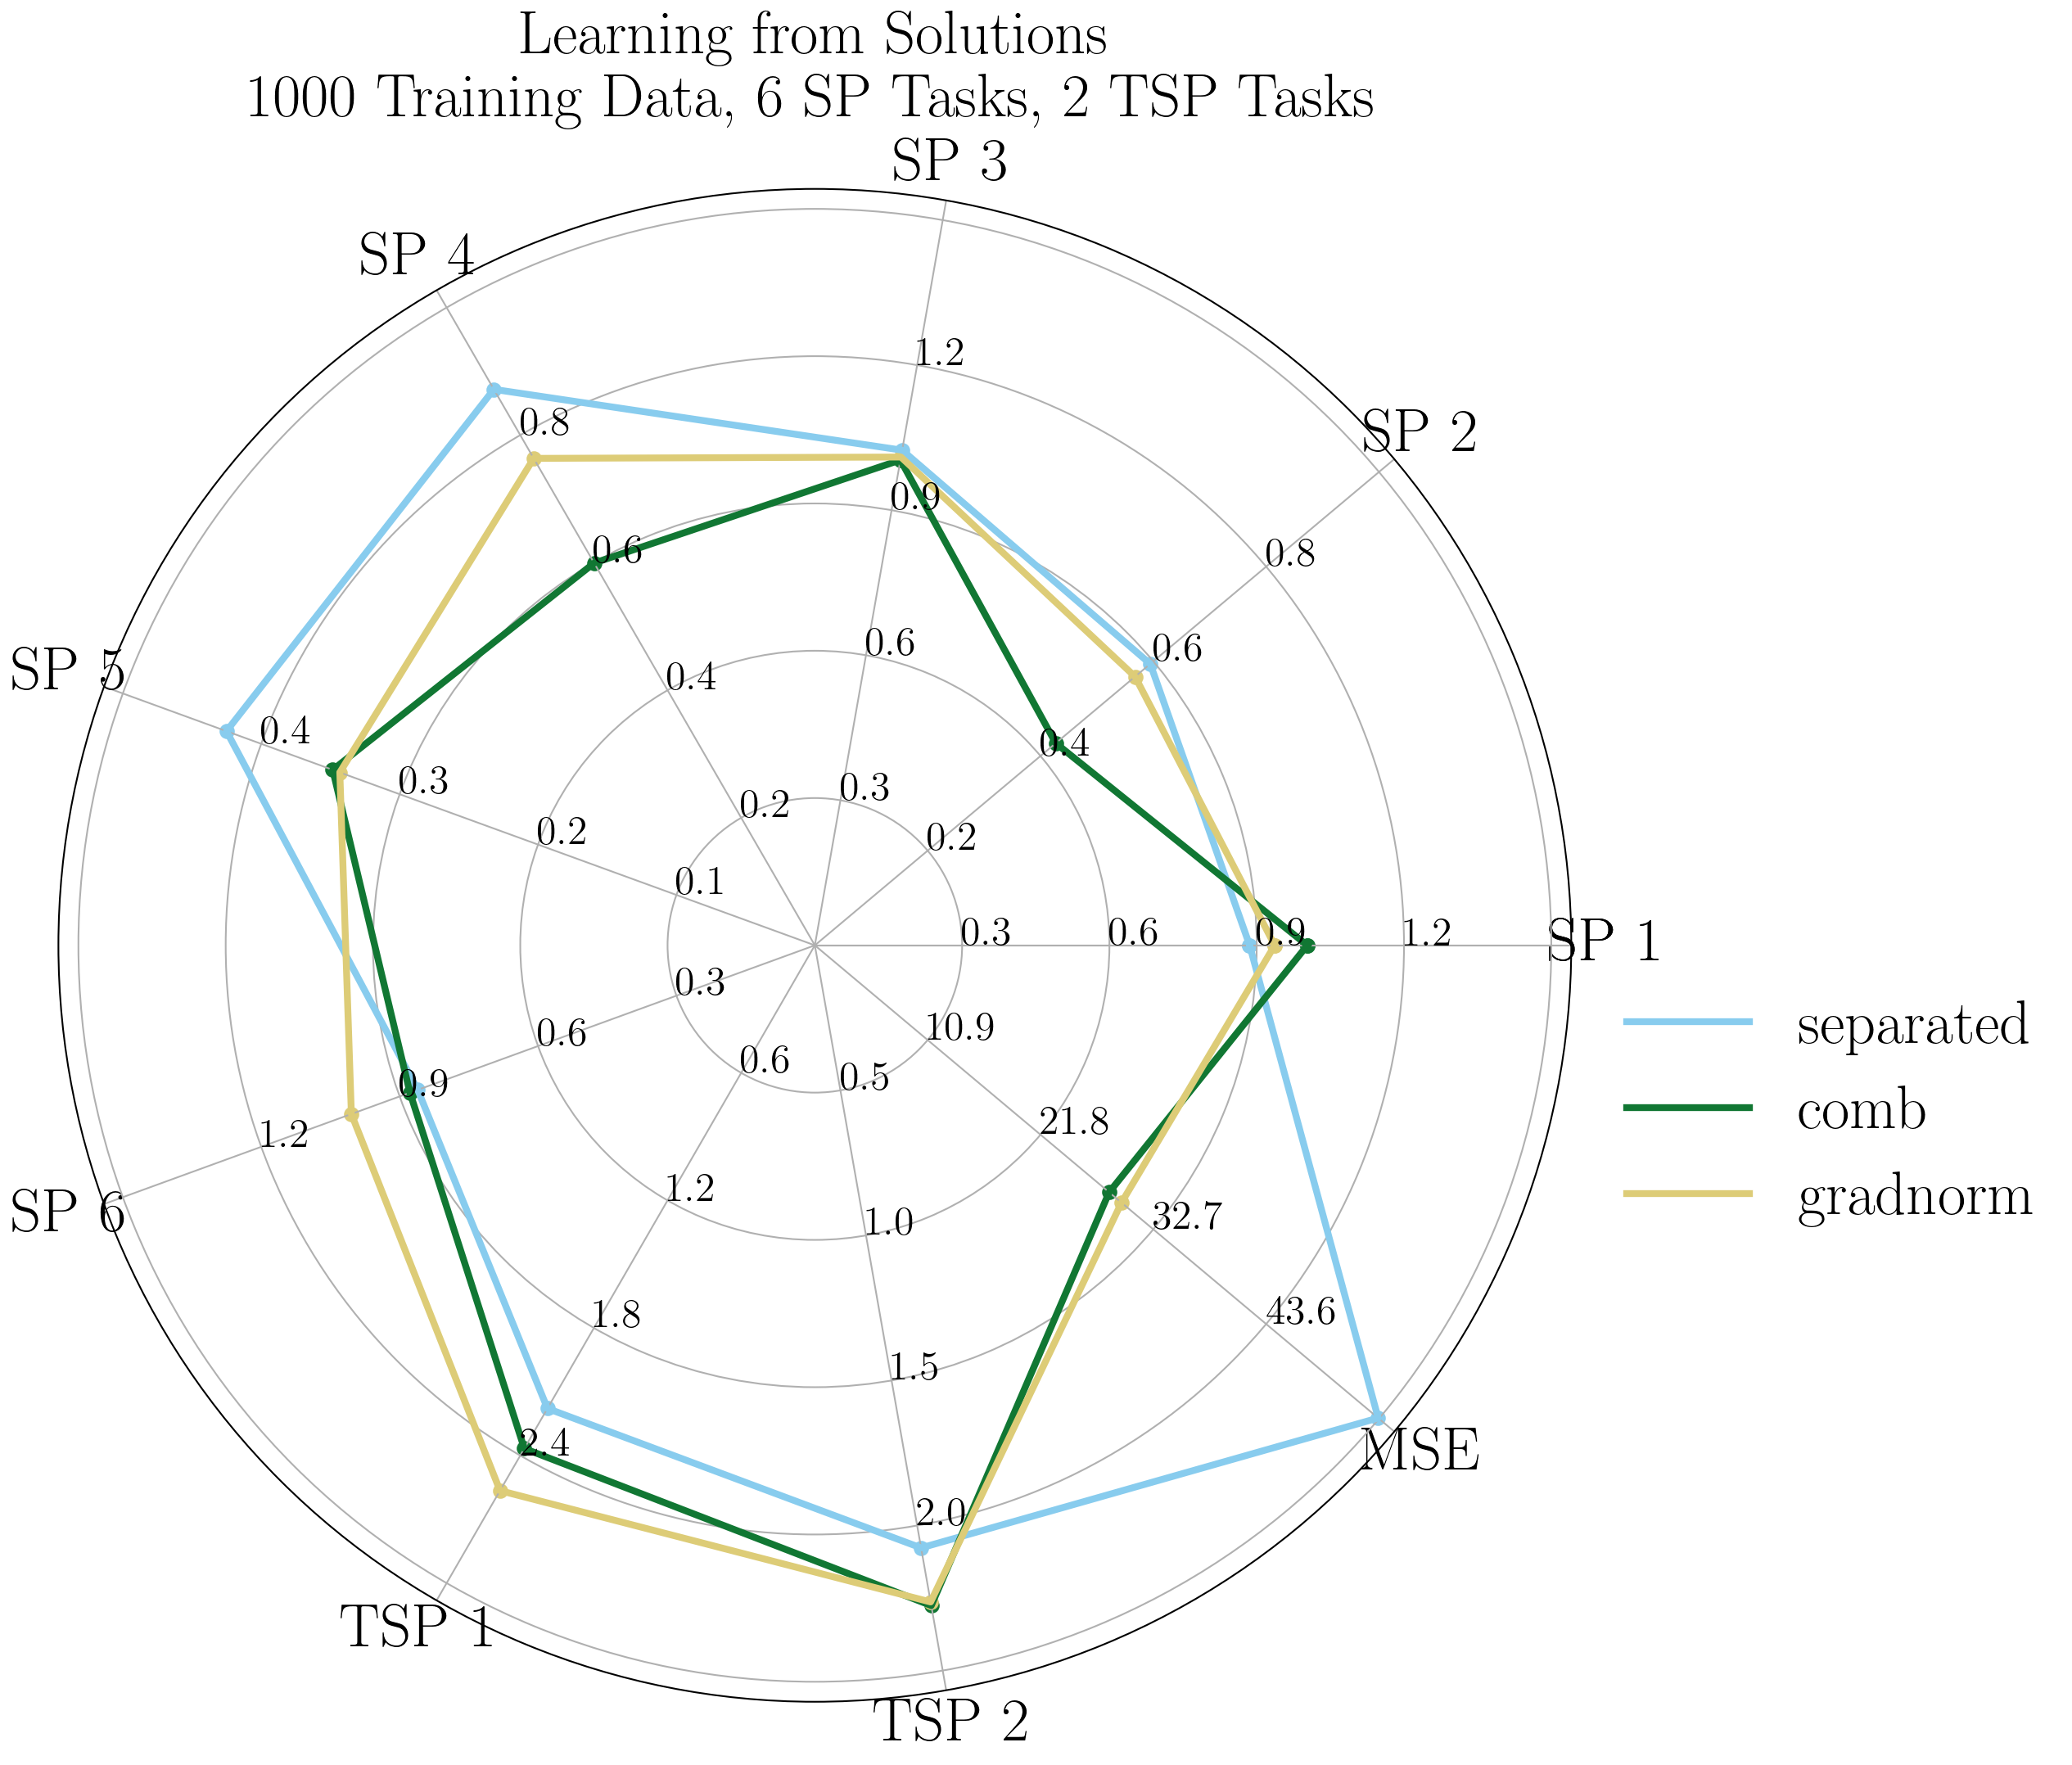 Learning from Solutions
1000 Training Data, 6 SP Tasks, 2 TSP Tasks
SP 3
SP 4
1.2
SP 2
0.8
0.9
0.6
0.8
0.6
0.6
SP 5
0.4
0.4
0.4
0.3
0.3
0.2
0.2
0.2
0.1
0.3
0.6
0.9
1.2
SP 1
0.3
separated
0.6
10.9
0.6
0.5
0.9
comb
1.2
21.8
SP 6
1.2
1.0
32.7
gradnorm
1.8
43.6
1.5
2.4
MSE
2.0
TSP 1
TSP 2